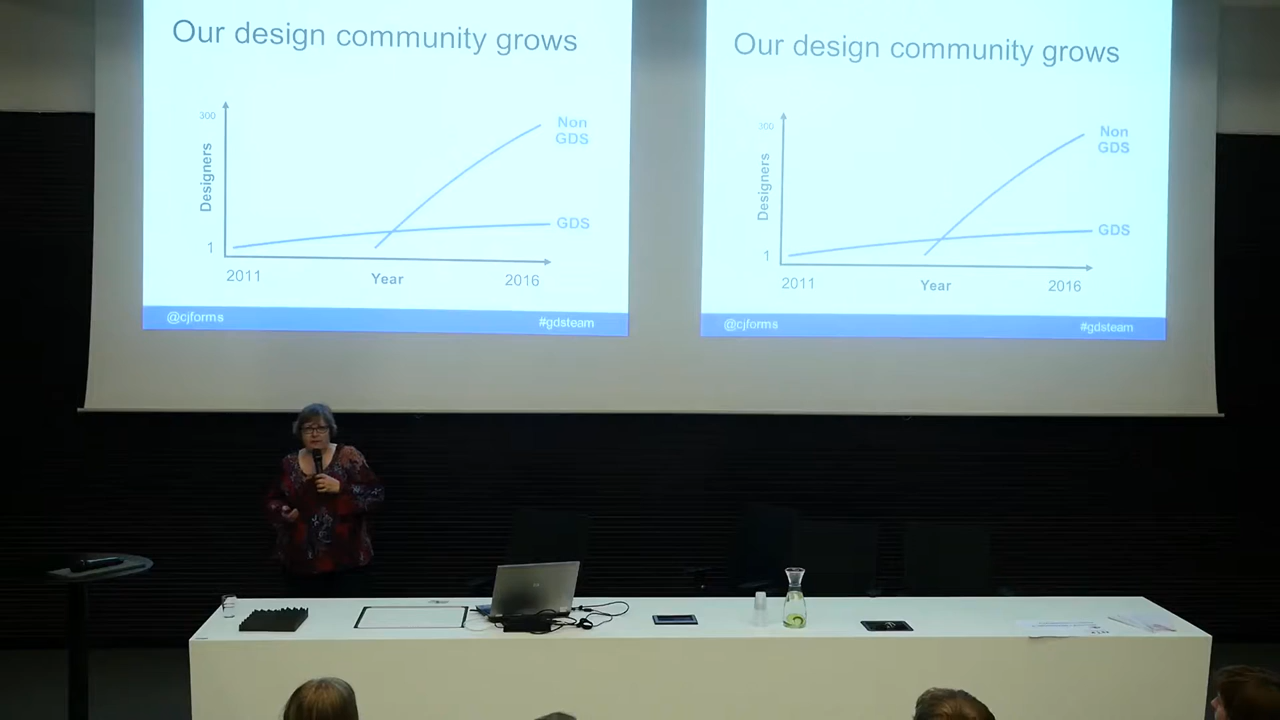 Our design community grows
300
Designers
1
Non
GDS
GDS
2011
Year
2016
@cjforms
#gdsteam
Our design community grows
300
Designers
1
Non
GDS
GDS
2011
Year
2016
@cjforms
#gdsteam